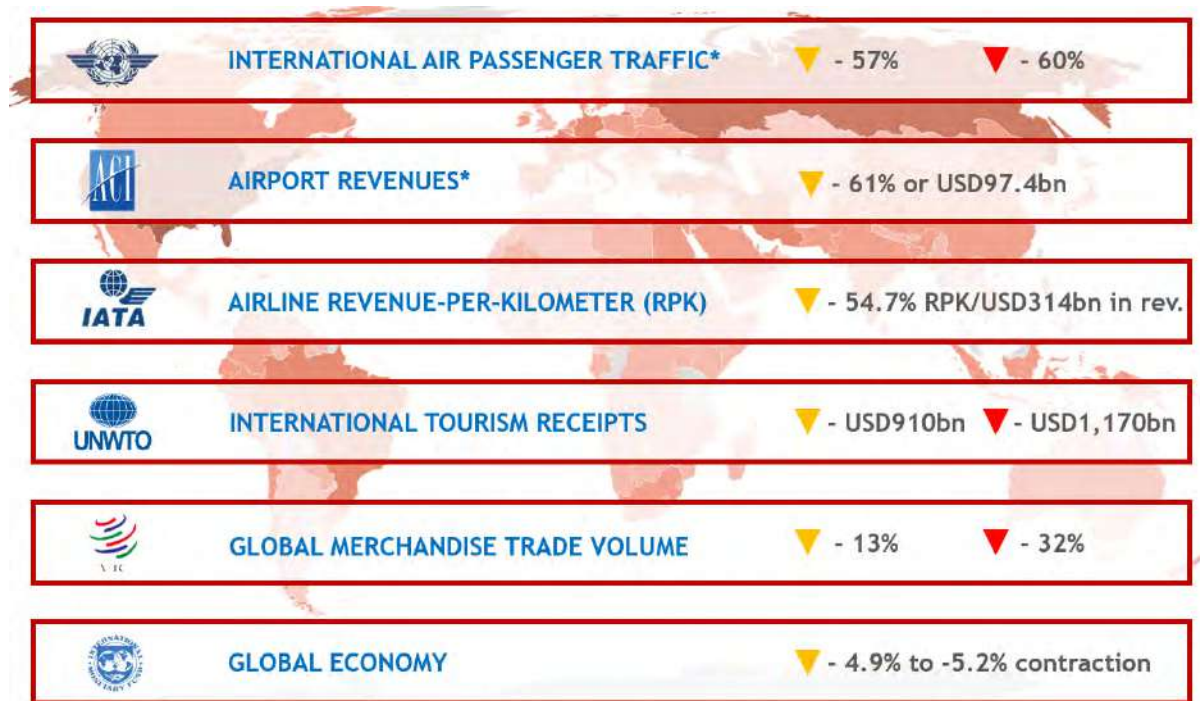 INTERNATIONAL AIR PASSENGER TRAFFIC* - 57% - 60%
ACI
AIRPORT REVENUES* - 61% or USD97.4bn
IATA
AIRLINE REVENUE-PER-KILOMETER (RPK) - 54.7% RPK/USD314bn in rev.
UNWTO
INTERNATIONAL TOURISM RECEIPTS - USD910bn - USD1,170bn
GLOBAL MERCHANDISE TRADE VOLUME - 13% - 32%
GLOBAL ECONOMY - 4.9% to -5.2% contraction